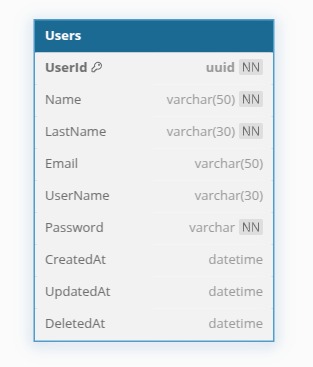 Users
UserId uuid NN
Name varchar(50) NN
LastName varchar(30) NN
Email varchar(50)
UserName varchar(30)
Password varchar NN
CreatedAt datetime
UpdatedAt datetime
DeletedAt datetime